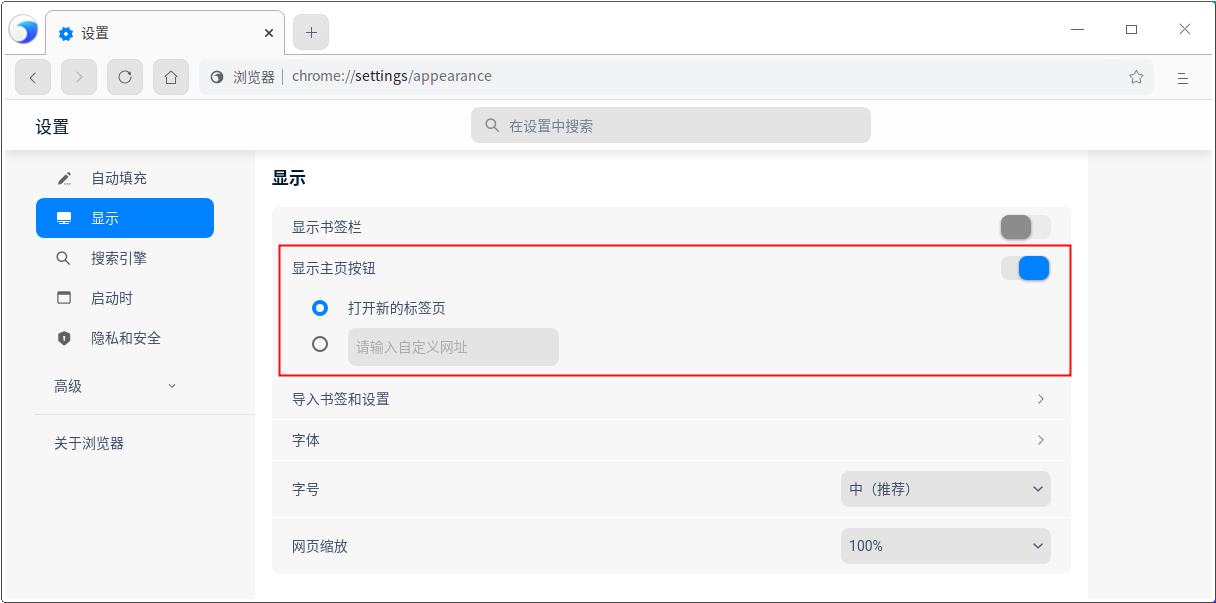 设置
浏览器 | chrome://settings/appearance
设置
在设置中搜索
自动填充
显示
搜索引擎
启动时
隐私和安全
高级
关于浏览器
显示
显示书签栏
显示主页按钮
打开新的标签页
请输入自定义网址
导入书签和设置
字体
字号
中（推荐）
网页缩放
100%